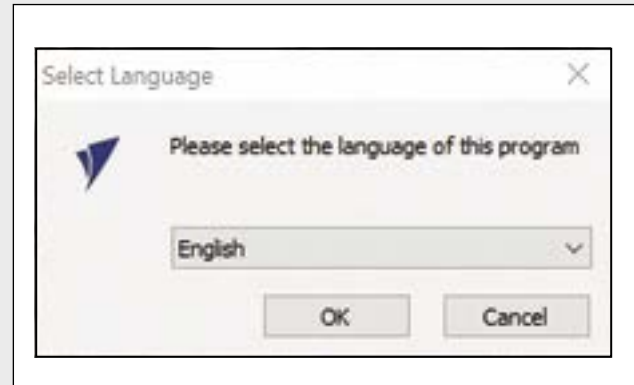 Select Language
Please select the language of this program
English
OK
Cancel